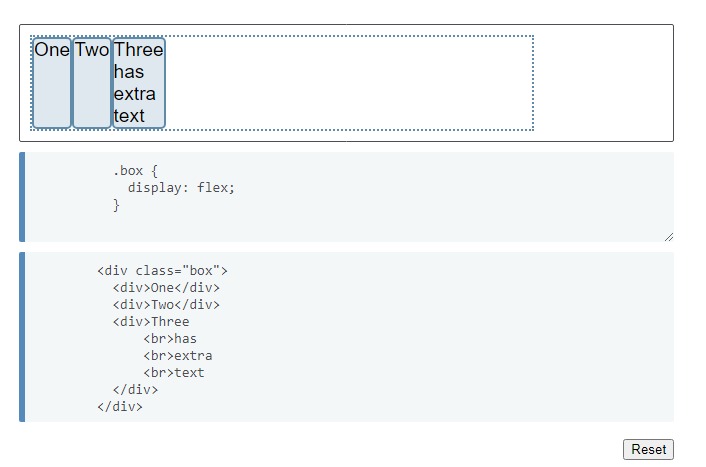 One Two Three
has
extra
text
.box {
  display: flex;
}
<div class="box">
  <div>One</div>
  <div>Two</div>
  <div>Three
      <br>has
      <br>extra
      <br>text
  </div>
</div>
Reset